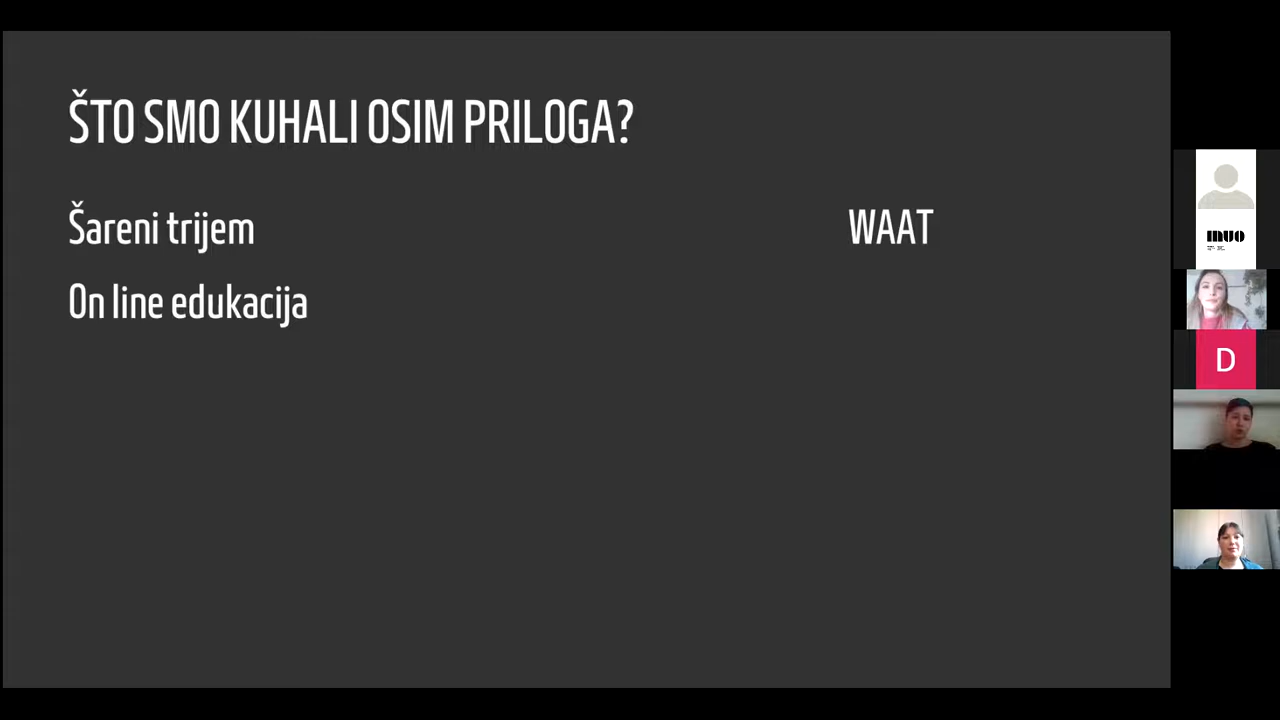 ŠTO SMO KUHALI OSIM PRILOGA?
Šareni trijem
WAAT
On line edukacija
muo
D